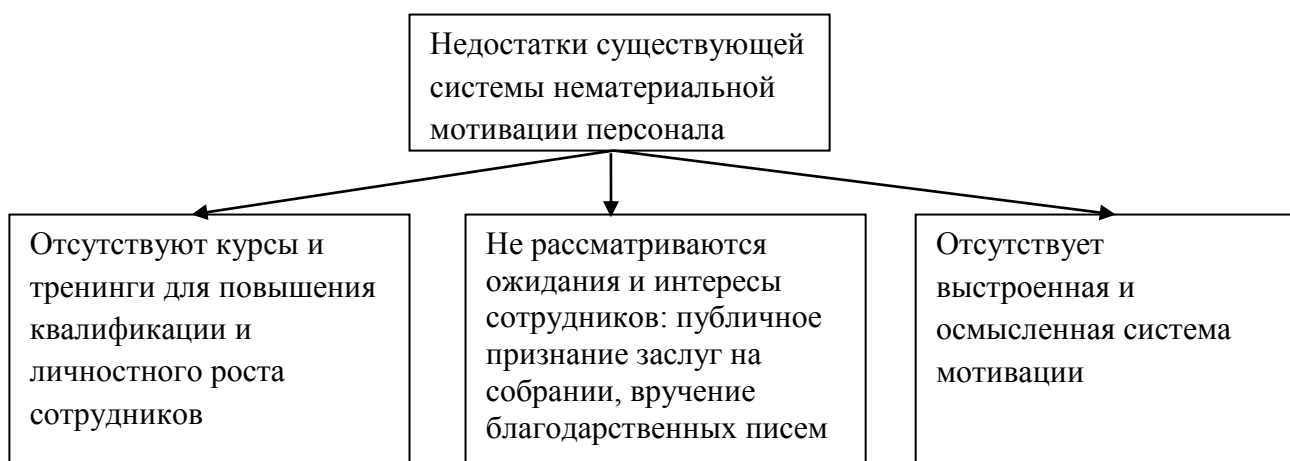 Недостатки существующей
системы нематериальной
мотивации персонала
Отсутствуют курсы и
тренинги для повышения
квалификации и
личностного роста
сотрудников
Не рассматриваются
ожидания и интересы
сотрудников: публичное
признание заслуг на
собрании, вручение
благодарственных писем
Отсутствует
выстроенная и
осмысленная система
мотивации